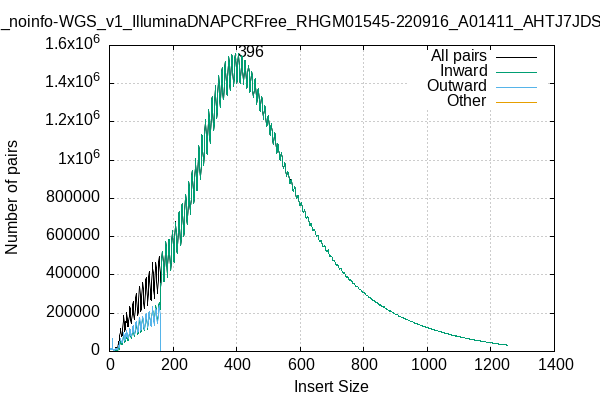 _noinfo-WGS_v1_IlluminaDNAPCRFree_RHGM01545-220916_A01411_AHTJ7JDS
1.6x10^6
1.4x10^6
1.2x10^6
1x10^6
800000
600000
400000
200000
0
Number of pairs
396
All pairs
Inward
Outward
Other
0 200 400 600 800 1000 1200 1400
Insert Size